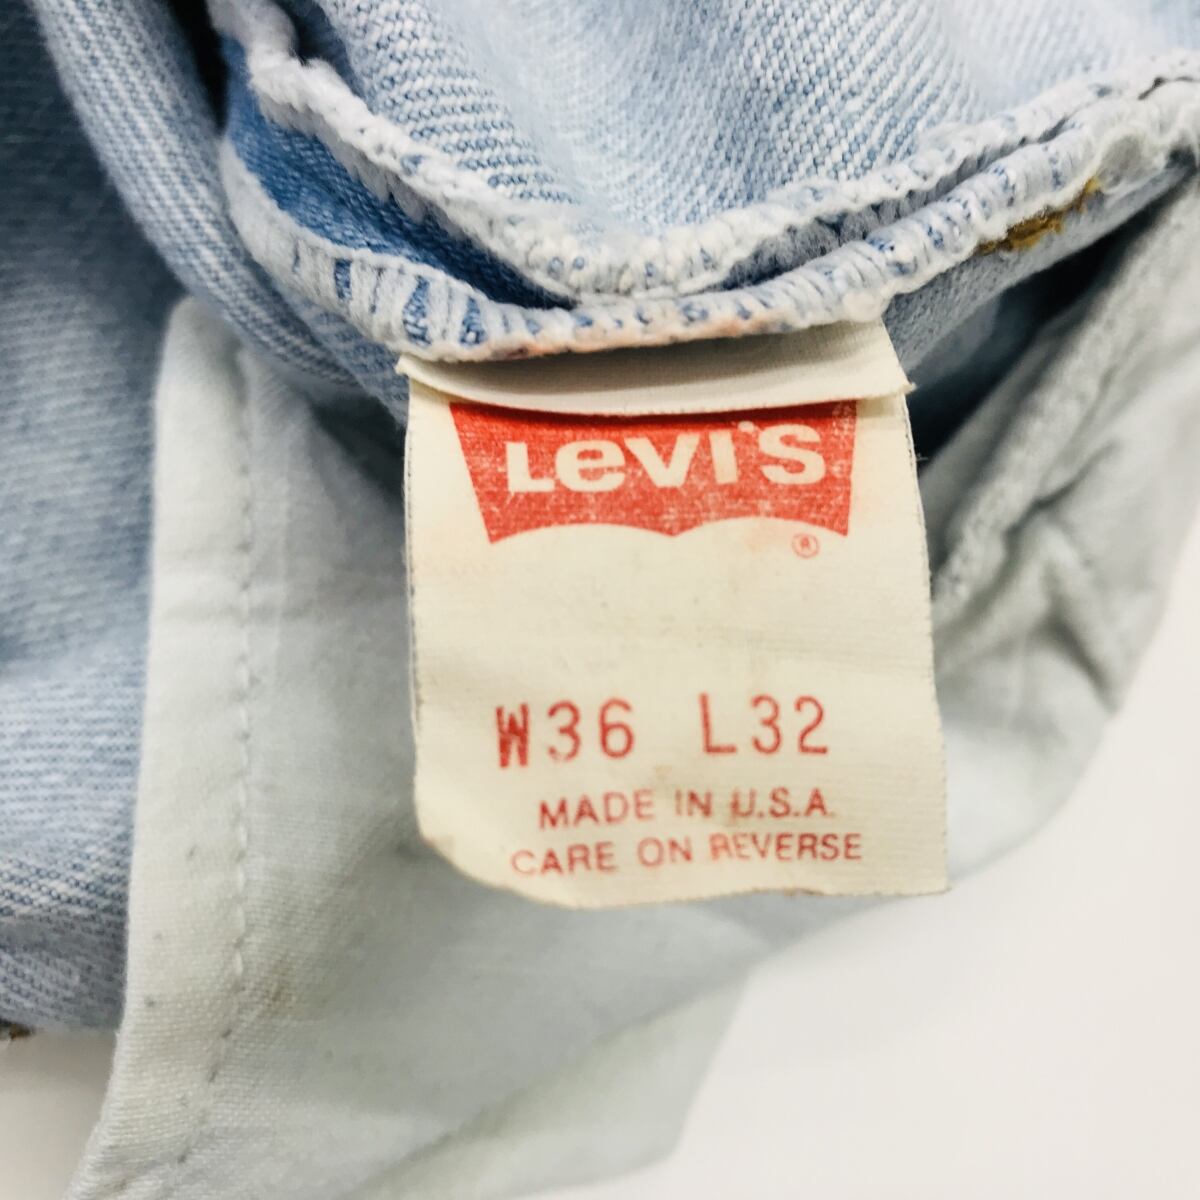 Levi's
®
W36 L32
MADE IN U.S.A.
CARE ON REVERSE